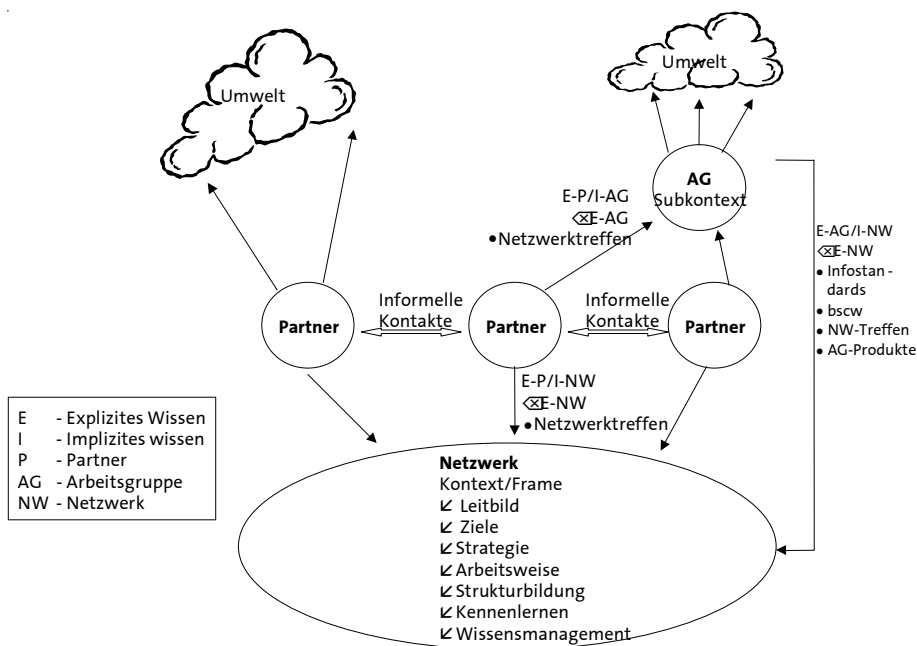 Umwelt
Umwelt
AG
Subkontext
E-P/I-AG
⌫E-AG
• Netzwerktreffen
E-AG/I-NW
⌫E-NW
• Infostan-
dards
• bscw
• NW-Treffen
• AG-Produkte
Partner
Informelle
Kontakte
Partner
Informelle
Kontakte
Partner
E-P/I-NW
⌫E-NW
• Netzwerktreffen
E - Explizites Wissen
I - Implizites wissen
P - Partner
AG - Arbeitsgruppe
NW - Netzwerk
Netzwerk
Kontext/Frame
↙ Leitbild
↙ Ziele
↙ Strategie
↙ Arbeitsweise
↙ Strukturbildung
↙ Kennenlernen
↙ Wissensmanagement